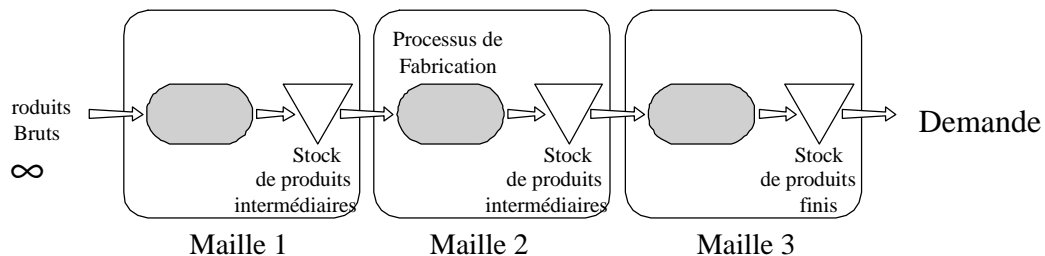 Processus de
Fabrication
roduits
Bruts
∞
Stock
de produits
intermédiaires
Stock
de produits
intermédiaires
Stock
de produits
finis
Demande
Maille 1
Maille 2
Maille 3